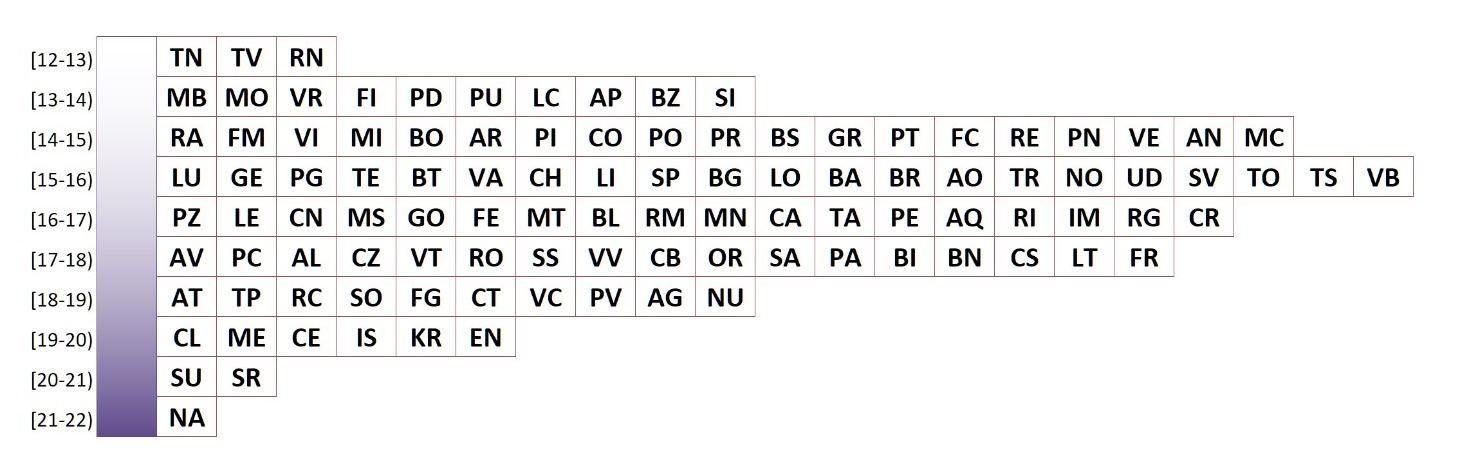 [12-13) TN TV RN
[13-14) MB MO VR FI PD PU LC AP BZ SI
[14-15) RA FM VI MI BO AR PI CO PO PR BS GR PT FC RE PN VE AN MC
[15-16) LU GE PG TE BT VA CH LI SP BG LO BA BR AO TR NO UD SV TO TS VB
[16-17) PZ LE CN MS GO FE MT BL RM MN CA TA PE AQ RI IM RG CR
[17-18) AV PC AL CZ VT RO SS VV CB OR SA PA BI BN CS LT FR
[18-19) AT TP RC SO FG CT VC PV AG NU
[19-20) CL ME CE IS KR EN
[20-21) SU SR
[21-22) NA